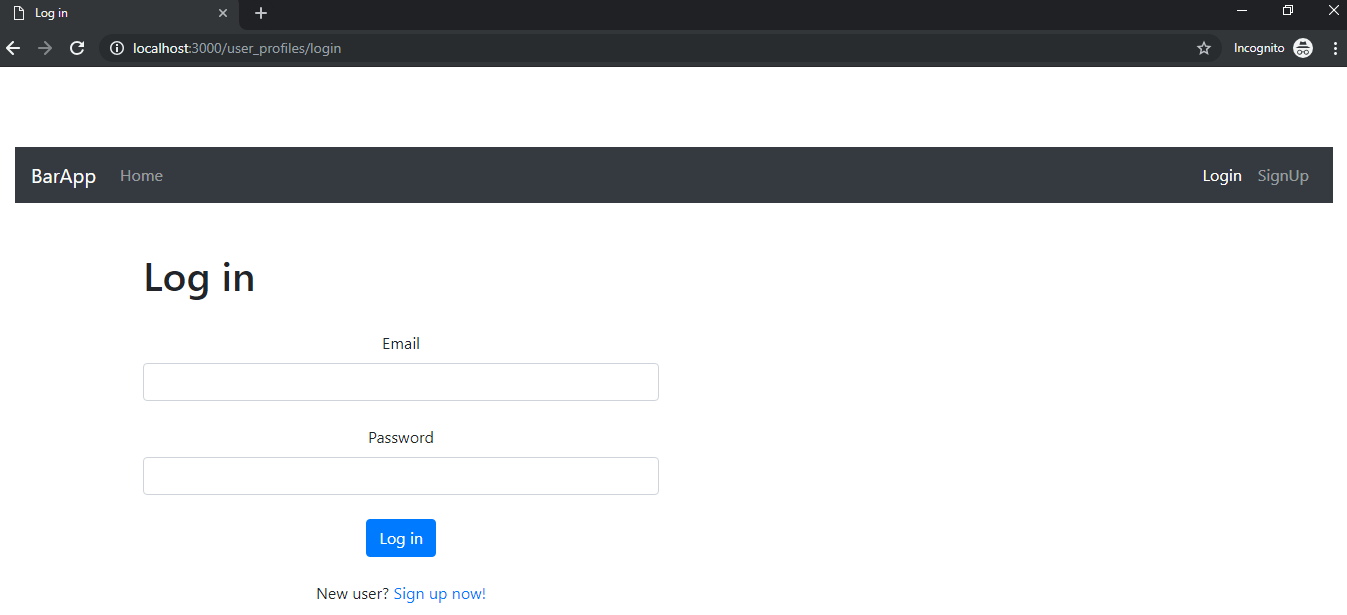 Log in
localhost:3000/user_profiles/login
Incognito
BarApp Home Login SignUp
Log in
Email
Password
Log in
New user? Sign up now!